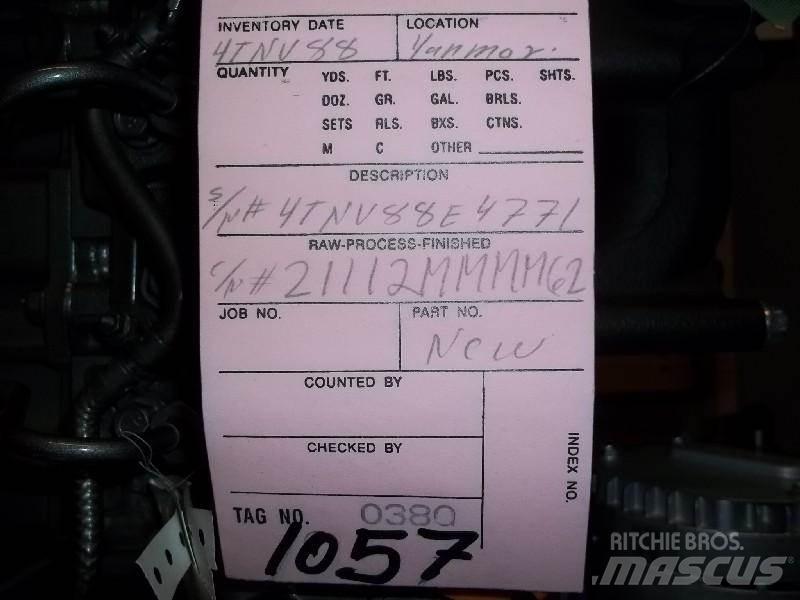 INVENTORY DATE LOCATION
4TNV88 Yanmar.
QUANTITY YDS. FT. LBS. PCS. SHTS.
DOZ. GR. GAL. BRLS.
SETS RLS. BXS. CTNS.
M C OTHER
DESCRIPTION
S/N# 4TNV88E4771
RAW-PROCESS-FINISHED
C/N# 21112MMMMM62
JOB NO. PART NO.
New
COUNTED BY
CHECKED BY
INDEX NO.
TAG NO. 0380
1057
RITCHIE BROS.
MASCUS